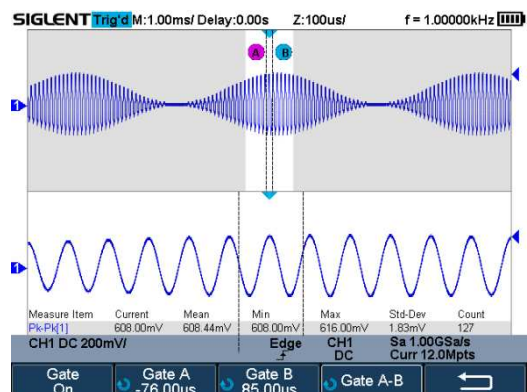 SIGLENT Trig'd M:1.00ms/ Delay:0.00s Z:100us/ f = 1.00000kHz
A B
1
1
Measure Item Current Mean Min Max Std-Dev Count
Pk-Pk[1] 608.00mV 608.44mV 608.00mV 616.00mV 1.83mV 127
CH1 DC 200mV/ Edge CH1 Sa 1.00GSa/s
DC Curr 12.0Mpts
Gate Gate A Gate B Gate A-B
On -76.00us 85.00us